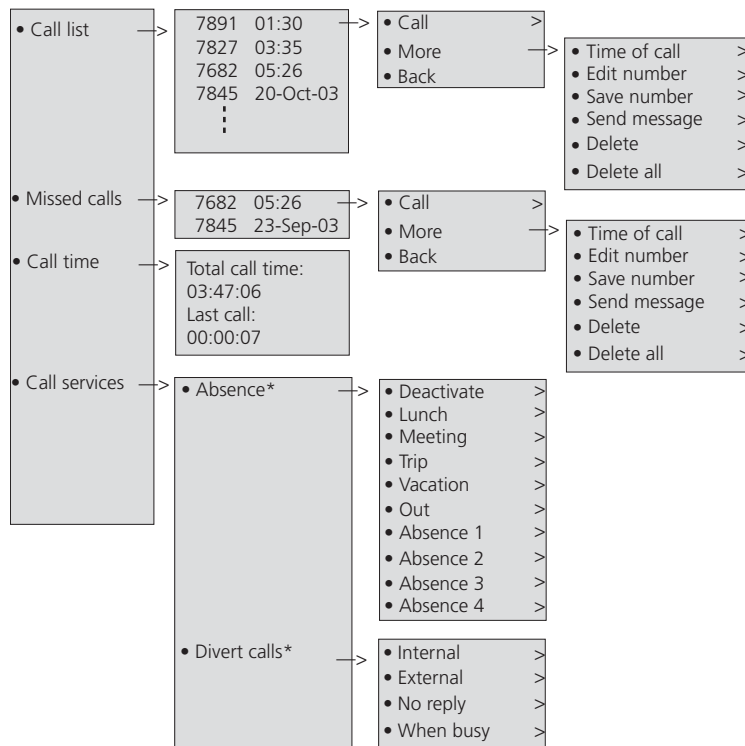 • Call list
7891 01:30
7827 03:35
7682 05:26
7845 20-Oct-03
• Call >
• More
• Back
• Time of call >
• Edit number >
• Save number >
• Send message >
• Delete >
• Delete all >
• Missed calls
7682 05:26
7845 23-Sep-03
• Call >
• More
• Back
• Time of call >
• Edit number >
• Save number >
• Send message >
• Delete >
• Delete all >
• Call time
Total call time:
03:47:06
Last call:
00:00:07
• Call services
• Absence*
• Deactivate >
• Lunch >
• Meeting >
• Trip >
• Vacation >
• Out >
• Absence 1 >
• Absence 2 >
• Absence 3 >
• Absence 4 >
• Divert calls*
• Internal >
• External >
• No reply >
• When busy >